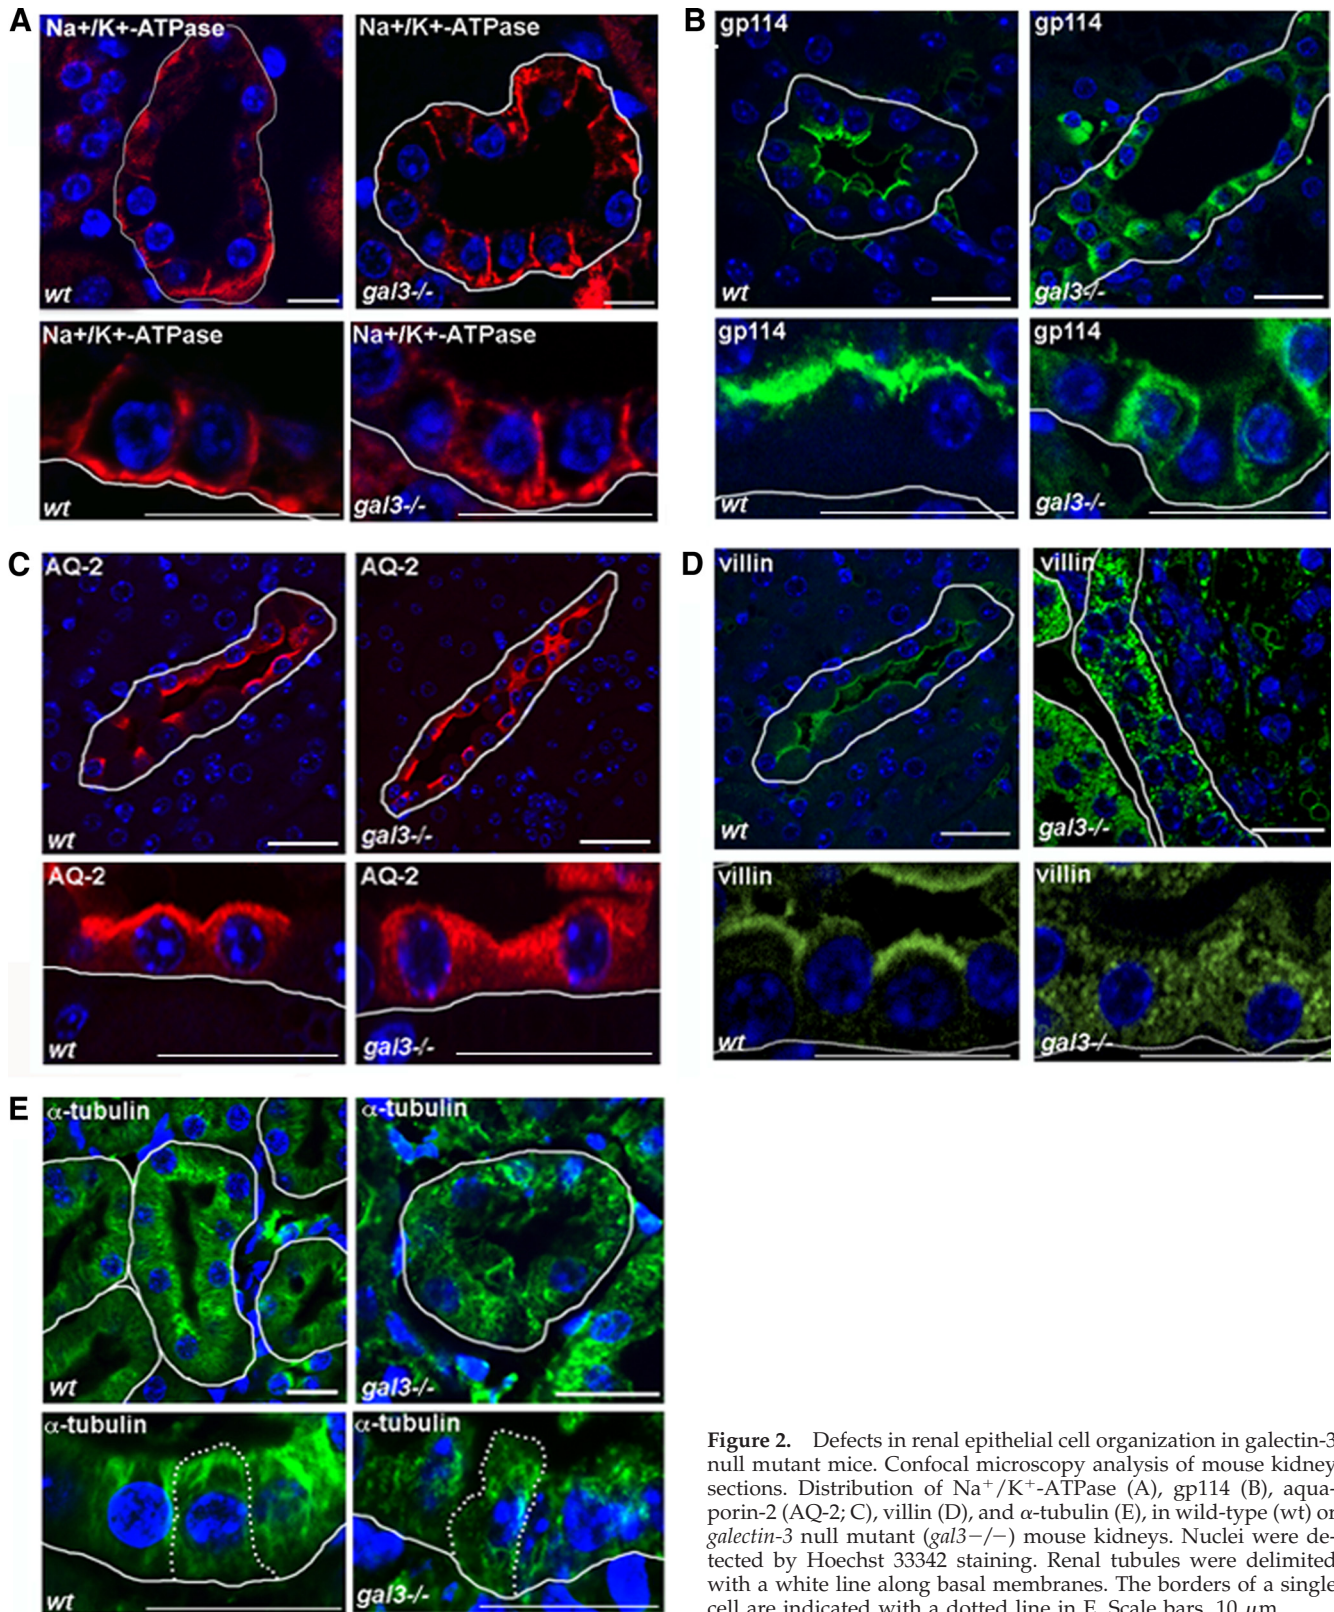 A
Na+/K+-ATPase
wt
Na+/K+-ATPase
gal3-/-
Na+/K+-ATPase
wt
Na+/K+-ATPase
gal3-/-
B
gp114
wt
gp114
gal3-/-
gp114
wt
gp114
gal3-/-
C
AQ-2
wt
AQ-2
gal3-/-
AQ-2
wt
AQ-2
gal3-/-
D
villin
wt
villin
gal3-/-
villin
wt
villin
gal3-/-
E
α-tubulin
wt
α-tubulin
gal3-/-
α-tubulin
wt
α-tubulin
gal3-/-
Figure 2. Defects in renal epithelial cell organization in galectin-3
null mutant mice. Confocal microscopy analysis of mouse kidney
sections. Distribution of Na⁺/K⁺-ATPase (A), gp114 (B), aqua-
porin-2 (AQ-2; C), villin (D), and α-tubulin (E), in wild-type (wt) or
galectin-3 null mutant (gal3−/−) mouse kidneys. Nuclei were de-
tected by Hoechst 33342 staining. Renal tubules were delimited
with a white line along basal membranes. The borders of a single
cell are indicated with a dotted line in E. Scale bars, 10 μm.